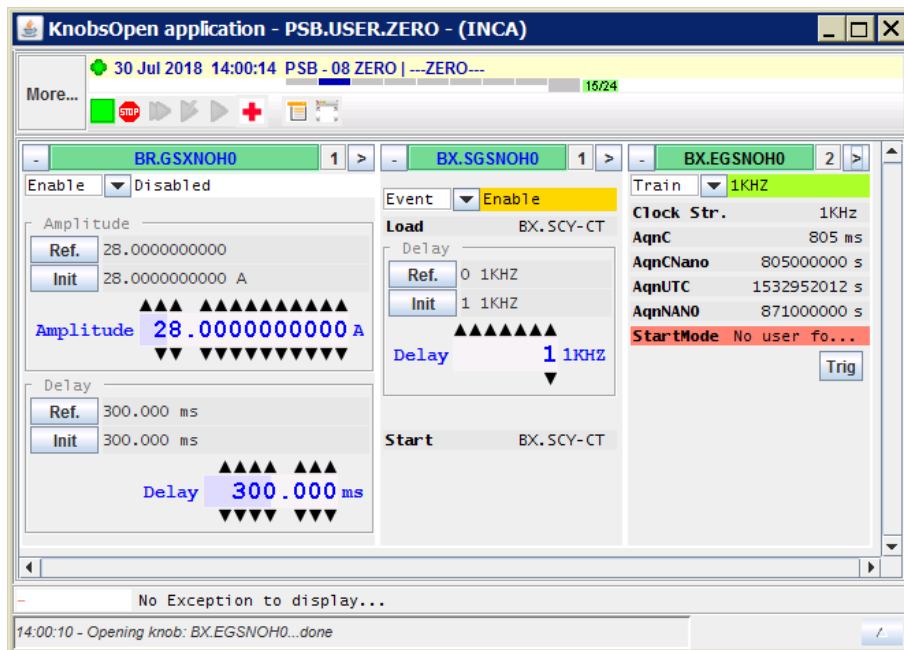 KnobsOpen application - PSB.USER.ZERO - (INCA)
30 Jul 2018 14:00:14 PSB - 08 ZERO | ---ZERO---
15/24
More...
STOP
- BR.GSXNOH0 1 >
Enable Disabled
Amplitude
Ref. 28.0000000000
Init 28.0000000000 A
Amplitude 28.0000000000 A
Delay
Ref. 300.000 ms
Init 300.000 ms
Delay 300.000 ms
- BX.SGSNOH0 1 >
Event Enable
Load BX.SCY-CT
Delay
Ref. 0 1KHZ
Init 1 1KHZ
Delay 1 1KHZ
Start BX.SCY-CT
- BX.EGSNOH0 2 >
Train 1KHZ
Clock Str. 1KHz
AqnC 805 ms
AqnCNano 805000000 s
AqnUTC 1532952012 s
AqnNANO 871000000 s
StartMode No user fo...
Trig
- No Exception to display...
14:00:10 - Opening knob: BX.EGSNOH0...done